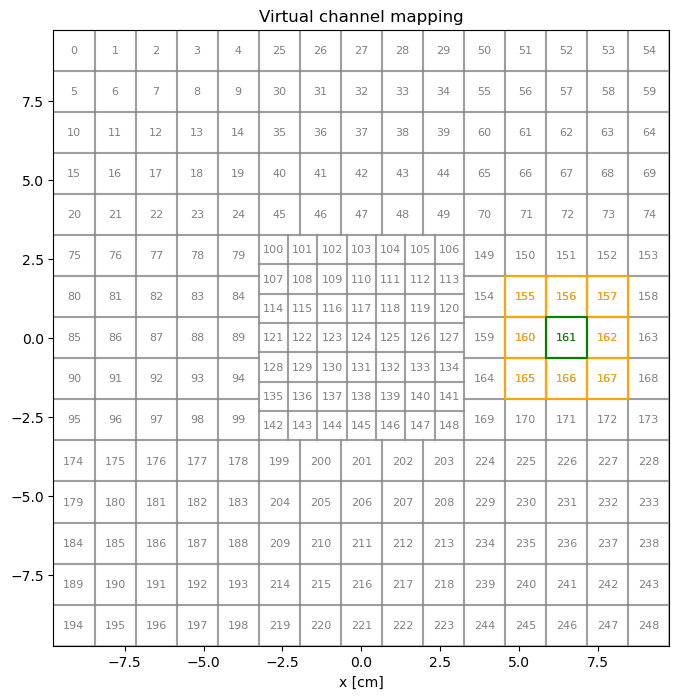 Virtual channel mapping
0 1 2 3 4 25 26 27 28 29 50 51 52 53 54
7.5
5 6 7 8 9 30 31 32 33 34 55 56 57 58 59
10 11 12 13 14 35 36 37 38 39 60 61 62 63 64
5.0
15 16 17 18 19 40 41 42 43 44 65 66 67 68 69
20 21 22 23 24 45 46 47 48 49 70 71 72 73 74
2.5
75 76 77 78 79 100 101 102 103 104 105 106 149 150 151 152 153
107 108 109 110 111 112 113
80 81 82 83 84 154 155 156 157 158
114 115 116 117 118 119 120
0.0
85 86 87 88 89 121 122 123 124 125 126 127 159 160 161 162 163
128 129 130 131 132 133 134
90 91 92 93 94 164 165 166 167 168
135 136 137 138 139 140 141
−2.5
95 96 97 98 99 142 143 144 145 146 147 148 169 170 171 172 173
174 175 176 177 178 199 200 201 202 203 224 225 226 227 228
−5.0
179 180 181 182 183 204 205 206 207 208 229 230 231 232 233
184 185 186 187 188 209 210 211 212 213 234 235 236 237 238
−7.5
189 190 191 192 193 214 215 216 217 218 239 240 241 242 243
194 195 196 197 198 219 220 221 222 223 244 245 246 247 248
−7.5 −5.0 −2.5 0.0 2.5 5.0 7.5
x [cm]